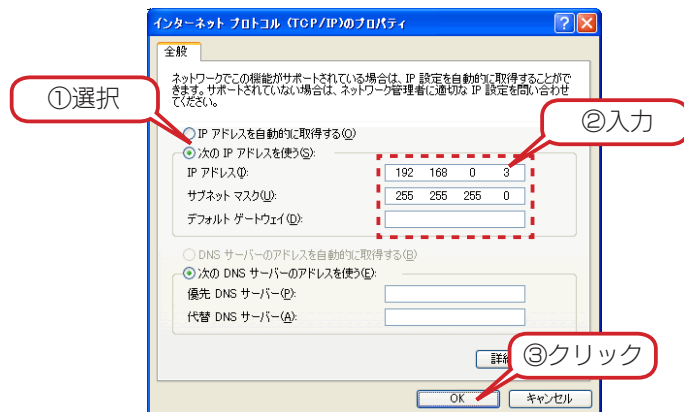 インターネット プロトコル (TCP/IP)のプロパティ
全般
ネットワークでこの機能がサポートされている場合は、IP 設定を自動的に取得することがで
きます。サポートされていない場合は、ネットワーク管理者に適切な IP 設定を問い合わせ
てください。
①選択
②入力
IP アドレスを自動的に取得する(O)
次の IP アドレスを使う(S):
IP アドレス(I):
192 168 0 3
サブネット マスク(U):
255 255 255 0
デフォルト ゲートウェイ(D):
DNS サーバーのアドレスを自動的に取得する(B)
次の DNS サーバーのアドレスを使う(E):
優先 DNS サーバー(P):
代替 DNS サーバー(A):
③クリック
OK
キャンセル